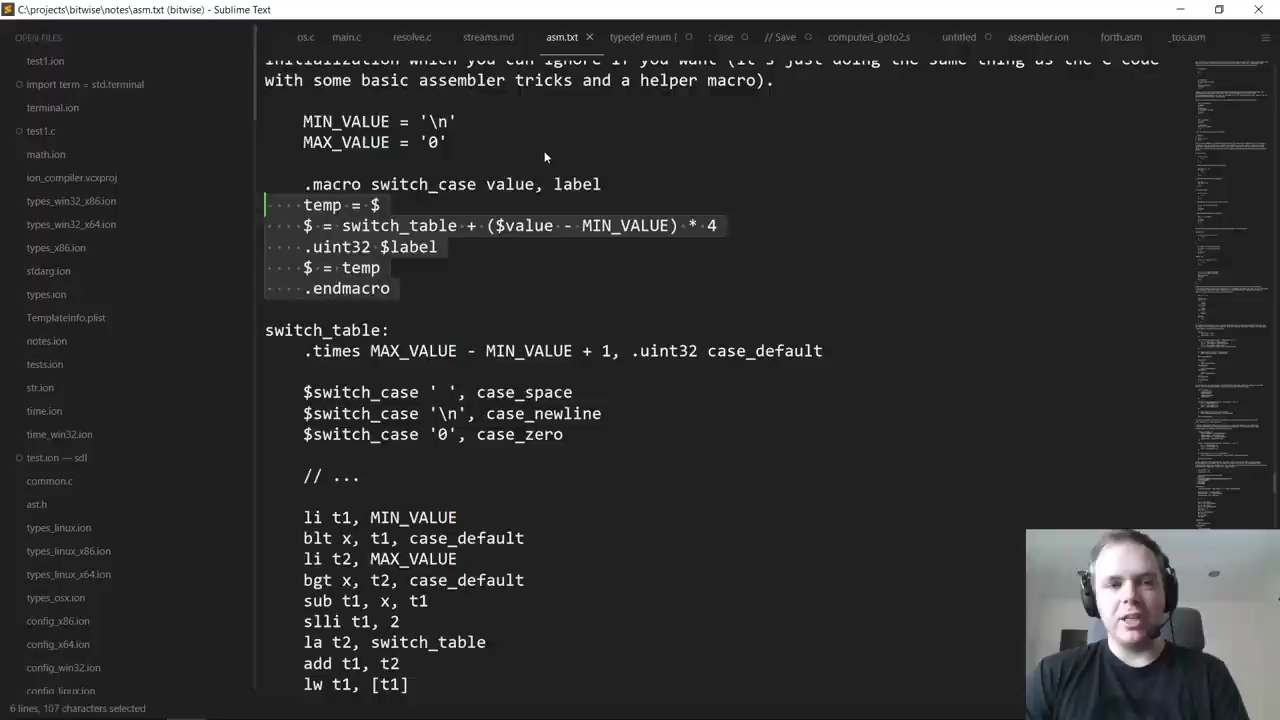 C:\projects\bitwise\notes\asm.txt (bitwise) - Sublime Text
OPEN FILES
os.c main.c resolve.c streams.md asm.txt typedef enum { : case // Save computed_goto2.s untitled assembler.ion forth.asm _tos.asm
test1.ion
import term = std.terminal
terminal.ion
test1.c
math.ion
ion_compiler.vcxproj
types_win32_x86.ion
types_win32_x64.ion
types_x86.ion
stdarg.ion
types.ion
TemplateInfo.plist
notes.ion
tests.ion
str.ion
time.ion
time_win32.ion
test.ion — sdl
common.c
ast.h
types_linux.ion
types_linux_x86.ion
types_linux_x64.ion
types_osx.ion
config_x86.ion
config_x64.ion
config_win32.ion
config_linux.ion
initialization which you can ignore if you want (it's just doing the same thing as the C code
with some basic assembler tricks and a helper macro).
MIN_VALUE = '\n'
MAX_VALUE = '0'
.macro switch_case value, label
temp = $
$ = switch_table + (value - MIN_VALUE) * 4
.uint32 $label
$ = temp
.endmacro
switch_table:
.times MAX_VALUE - MIN_VALUE + 1, .uint32 case_default
$switch_case ' ', case_space
$switch_case '\n', case_newline
$switch_case '0', case_zero
// ...
li t1, MIN_VALUE
blt x, t1, case_default
li t2, MAX_VALUE
bgt x, t2, case_default
sub t1, x, t1
slli t1, 2
la t2, switch_table
add t1, t2
lw t1, [t1]
6 lines, 107 characters selected